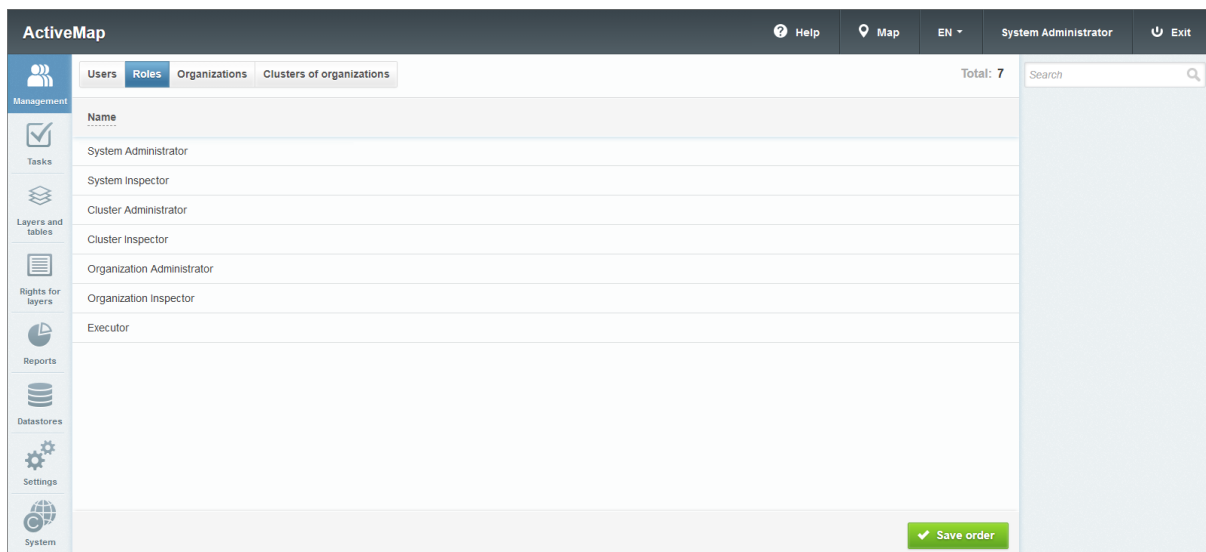 ActiveMap
Help
Map
EN
System Administrator
Exit
Management
Tasks
Layers and
tables
Rights for
layers
Reports
Datastores
Settings
System
Users
Roles
Organizations
Clusters of organizations
Total: 7
Name
System Administrator
System Inspector
Cluster Administrator
Cluster Inspector
Organization Administrator
Organization Inspector
Executor
Save order
Search